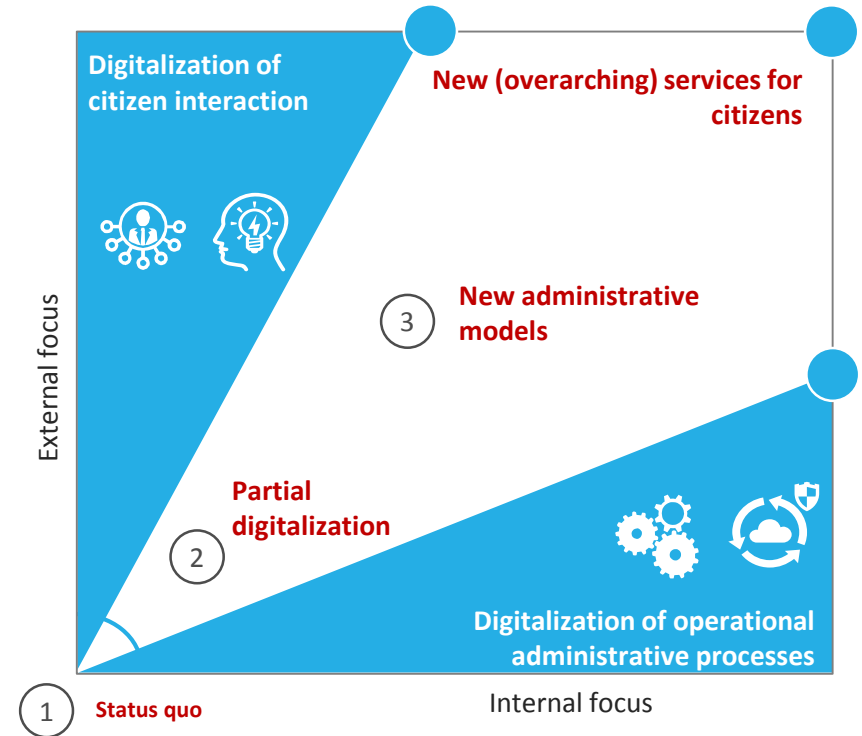 Digitalization of
citizen interaction
New (overarching) services for
citizens
External focus
3
New administrative
models
Partial
digitalization
2
Digitalization of operational
administrative processes
1
Status quo
Internal focus